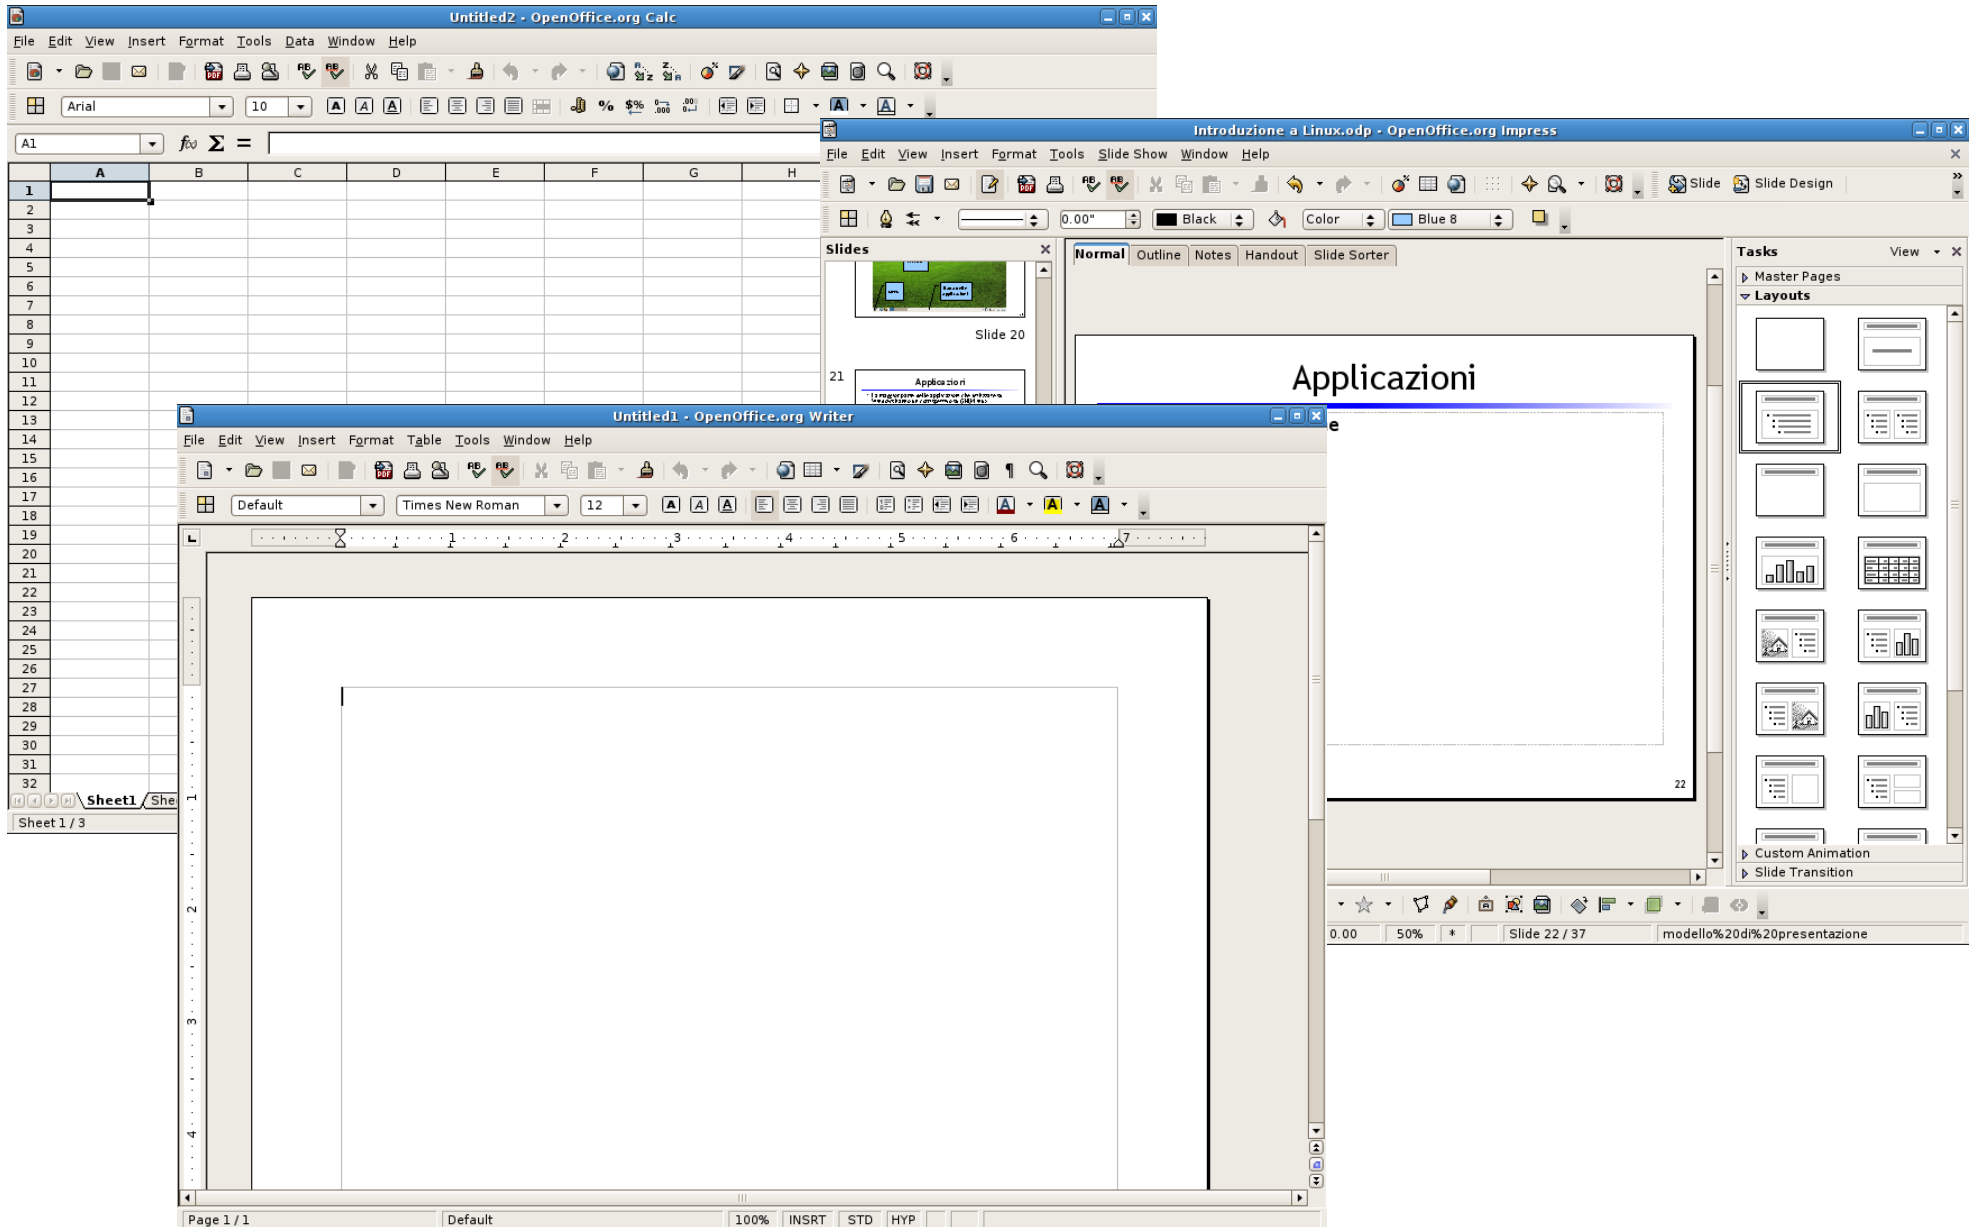 Untitled2 - OpenOffice.org Calc
File Edit View Insert Format Tools Data Window Help
Arial 10
A1
A B C D E F G H
1
2
3
4
5
6
7
8
9
10
11
12
13
14
15
16
17
18
19
20
21
22
23
24
25
26
27
28
29
30
31
32
Sheet1 She
Sheet 1 / 3
Introduzione a Linux.odp - OpenOffice.org Impress
File Edit View Insert Format Tools Slide Show Window Help
Slide Slide Design
0.00" Black Color Blue 8
Slides
Slide 20
21
Applicazioni
Normal Outline Notes Handout Slide Sorter
Applicazioni
e
22
Tasks View
Master Pages
Layouts
Custom Animation
Slide Transition
0.00 50% * Slide 22 / 37 modello%20di%20presentazione
Untitled1 - OpenOffice.org Writer
File Edit View Insert Format Table Tools Window Help
Default Times New Roman 12
1 2 3 4 5 6 7
1
2
3
4
Page 1 / 1 Default 100% INSRT STD HYP